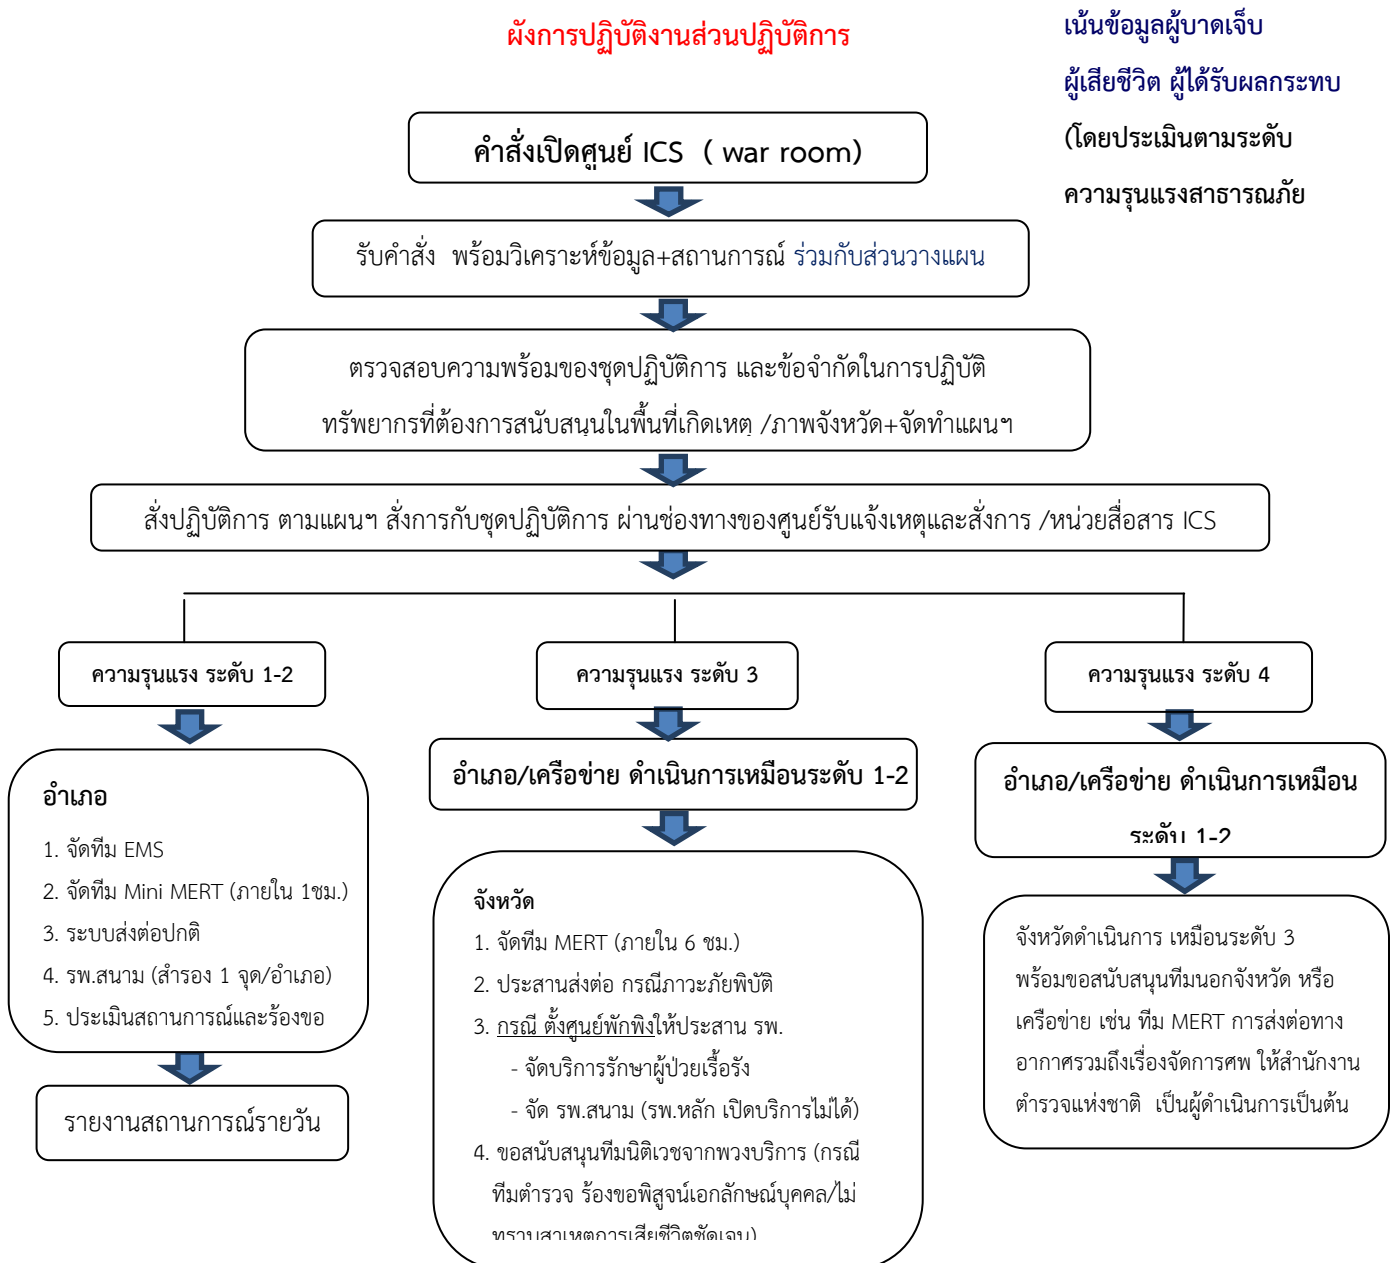 ผังการปฏิบัติงานส่วนปฏิบัติการ
เน้นข้อมูลผู้บาดเจ็บ
ผู้เสียชีวิต ผู้ได้รับผลกระทบ
(โดยประเมินตามระดับ
ความรุนแรงสาธารณภัย
คำสั่งเปิดศูนย์ ICS ( war room)
รับคำสั่ง พร้อมวิเคราะห์ข้อมูล+สถานการณ์ ร่วมกับส่วนวางแผน
ตรวจสอบความพร้อมของชุดปฏิบัติการ และข้อจำกัดในการปฏิบัติ
ทรัพยากรที่ต้องการสนับสนุนในพื้นที่เกิดเหตุ /ภาพจังหวัด+จัดทำแผนฯ
สั่งปฏิบัติการ ตามแผนฯ สั่งการกับชุดปฏิบัติการ ผ่านช่องทางของศูนย์รับแจ้งเหตุและสั่งการ /หน่วยสื่อสาร ICS
ความรุนแรง ระดับ 1-2
อำเภอ
1. จัดทีม EMS
2. จัดทีม Mini MERT (ภายใน 1ชม.)
3. ระบบส่งต่อปกติ
4. รพ.สนาม (สำรอง 1 จุด/อำเภอ)
5. ประเมินสถานการณ์และร้องขอ
รายงานสถานการณ์รายวัน
ความรุนแรง ระดับ 3
อำเภอ/เครือข่าย ดำเนินการเหมือนระดับ 1-2
จังหวัด
1. จัดทีม MERT (ภายใน 6 ชม.)
2. ประสานส่งต่อ กรณีภาวะภัยพิบัติ
3. กรณี ตั้งศูนย์พักพิงให้ประสาน รพ.
- จัดบริการรักษาผู้ป่วยเรื้อรัง
- จัด รพ.สนาม (รพ.หลัก เปิดบริการไม่ได้)
4. ขอสนับสนุนทีมนิติเวชจากพวงบริการ (กรณี
ทีมตำรวจ ร้องขอพิสูจน์เอกลักษณ์บุคคล/ไม่
ทราบสาเหตุการเสียชีวิตชัดเจน)
ความรุนแรง ระดับ 4
อำเภอ/เครือข่าย ดำเนินการเหมือน
ระดับ 1-2
จังหวัดดำเนินการ เหมือนระดับ 3
พร้อมขอสนับสนุนทีมนอกจังหวัด หรือ
เครือข่าย เช่น ทีม MERT การส่งต่อทาง
อากาศรวมถึงเรื่องจัดการศพ ให้สำนักงาน
ตำรวจแห่งชาติ เป็นผู้ดำเนินการเป็นต้น